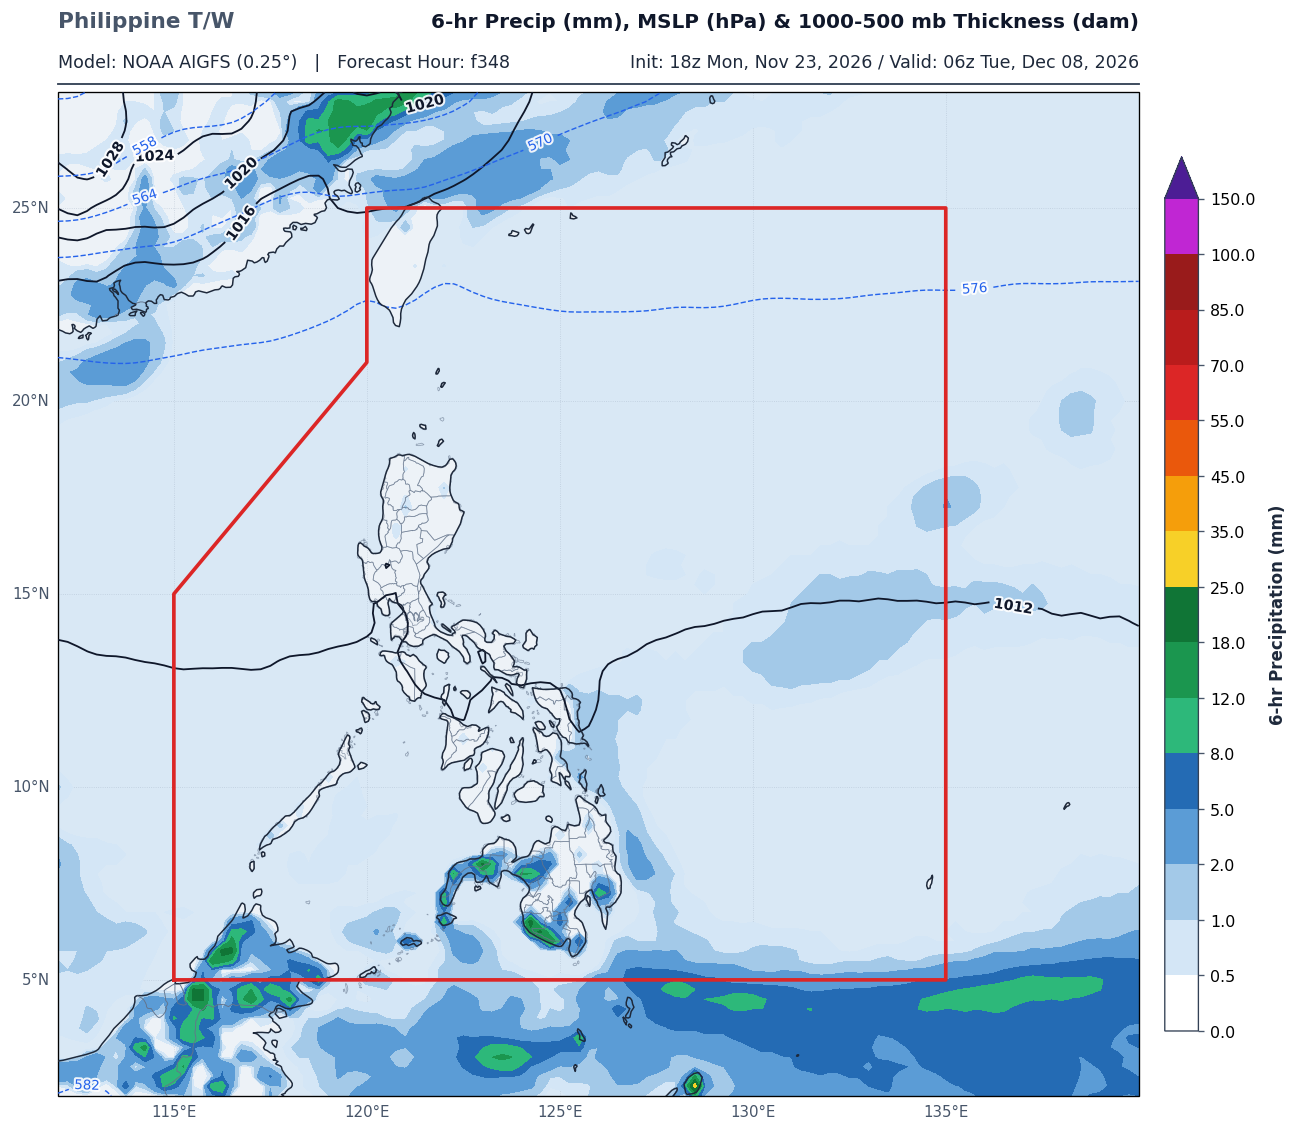 Philippine T/W
6-hr Precip (mm), MSLP (hPa) & 1000-500 mb Thickness (dam)
Model: NOAA AIGFS (0.25°) | Forecast Hour: f348
Init: 18z Mon, Nov 23, 2026 / Valid: 06z Tue, Dec 08, 2026
1020
1028
558
1024
570
1020
564
1016
576
1012
582
25°N
20°N
15°N
10°N
5°N
115°E
120°E
125°E
130°E
135°E
150.0
100.0
85.0
70.0
55.0
45.0
35.0
25.0
18.0
12.0
8.0
5.0
2.0
1.0
0.5
0.0
6-hr Precipitation (mm)